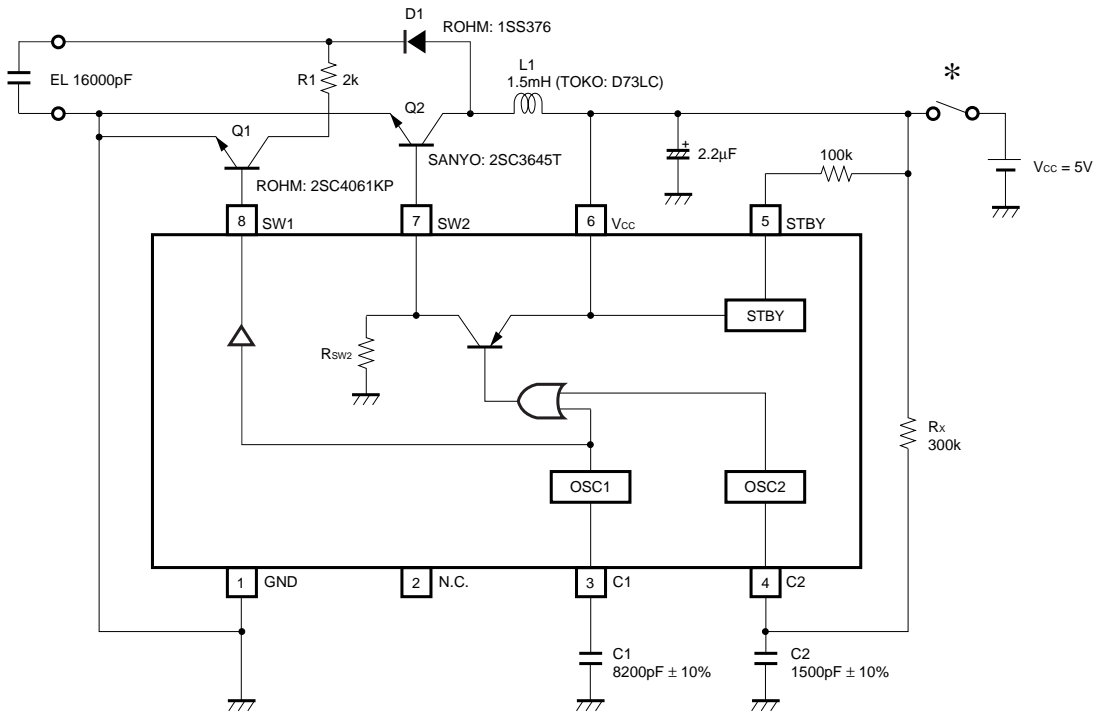 D1
ROHM: 1SS376
EL 16000pF
R1
2k
Q2
L1
1.5mH (TOKO: D73LC)
*
Q1
SANYO: 2SC3645T
ROHM: 2SC4061KP
+
2.2µF
100k
VCC = 5V
8
SW1
7
SW2
6
VCC
5
STBY
STBY
RSW2
RX
300k
OSC1
OSC2
1
GND
2
N.C.
3
C1
4
C2
C1
8200pF ± 10%
C2
1500pF ± 10%